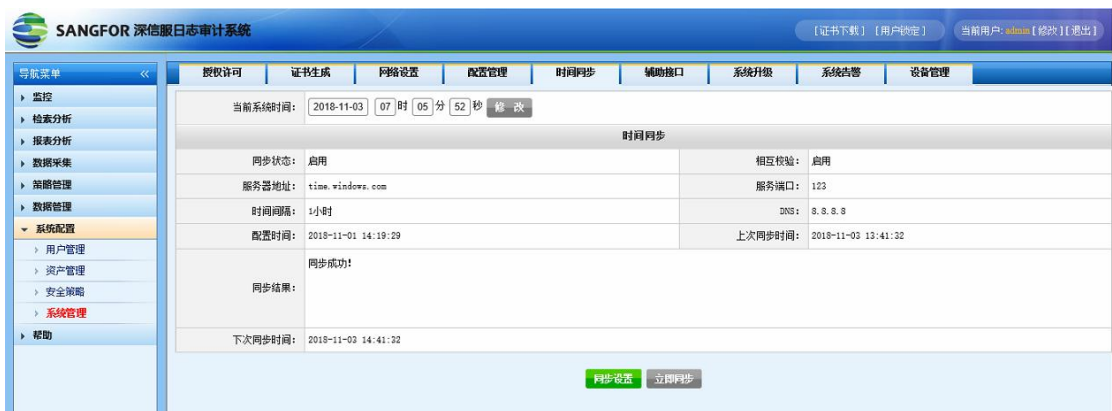 SANGFOR 深信服日志审计系统
[证书下载] [用户锁定] 当前用户: admin [修改][退出]
导航菜单 «
监控
检索分析
报表分析
数据采集
策略管理
数据管理
系统配置
用户管理
资产管理
安全策略
系统管理
帮助
授权许可 证书生成 网络设置 配置管理 时间同步 辅助接口 系统升级 系统告警 设备管理
当前系统时间: 2018-11-03 07 时 05 分 52 秒 修 改
时间同步
同步状态: 启用 相互校验: 启用
服务器地址: time.windows.com 服务端口: 123
时间间隔: 1小时 DNS: 8.8.8.8
配置时间: 2018-11-01 14:19:29 上次同步时间: 2018-11-03 13:41:32
同步结果: 同步成功!
下次同步时间: 2018-11-03 14:41:32
同步设置 立即同步